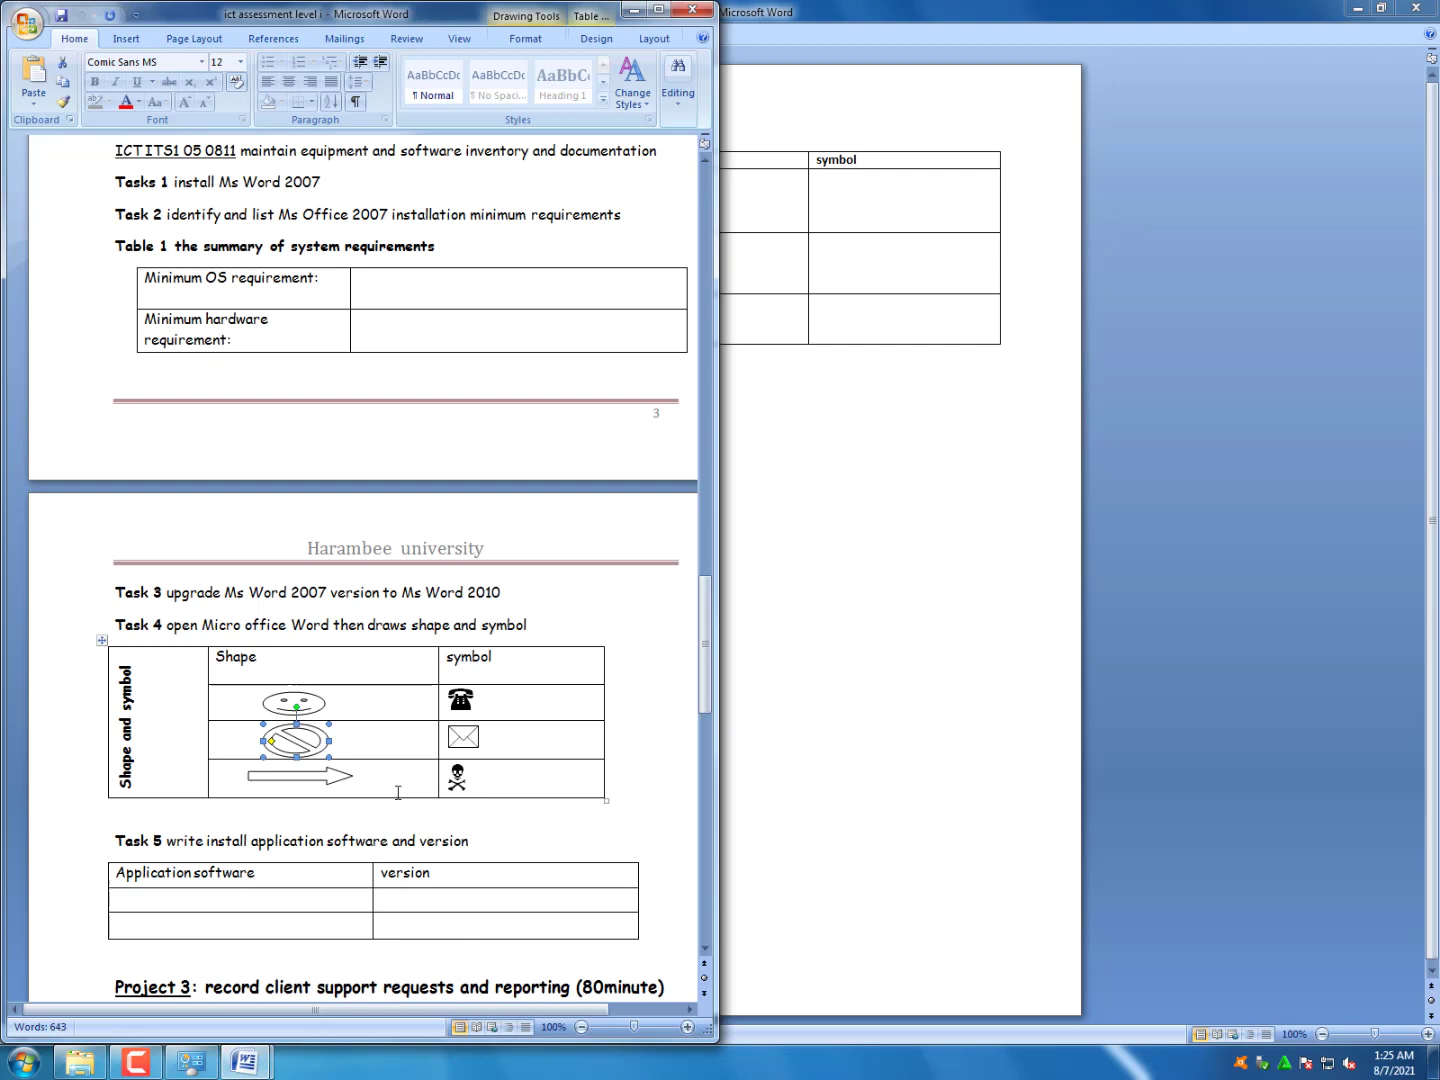 ict assessment level i - Microsoft Word
Drawing Tools
Table ...
Microsoft Word
Home
Insert
Page Layout
References
Mailings
Review
View
Format
Design
Layout
Comic Sans MS
12
Paste
Clipboard
Font
Paragraph
AaBbCcDc
¶ Normal
AaBbCcDc
¶ No Spaci...
AaBbCc
Heading 1
Change
Styles
Editing
Styles
ICT ITS1 05 0811 maintain equipment and software inventory and documentation
Tasks 1 install Ms Word 2007
Task 2 identify and list Ms Office 2007 installation minimum requirements
Table 1 the summary of system requirements
Minimum OS requirement:
Minimum hardware
requirement:
3
Harambee university
Task 3 upgrade Ms Word 2007 version to Ms Word 2010
Task 4 open Micro office Word then draws shape and symbol
Shape and symbol
Shape
symbol
Task 5 write install application software and version
Application software
version
Project 3: record client support requests and reporting (80minute)
symbol
Words: 643
100%
100%
1:25 AM
8/7/2021